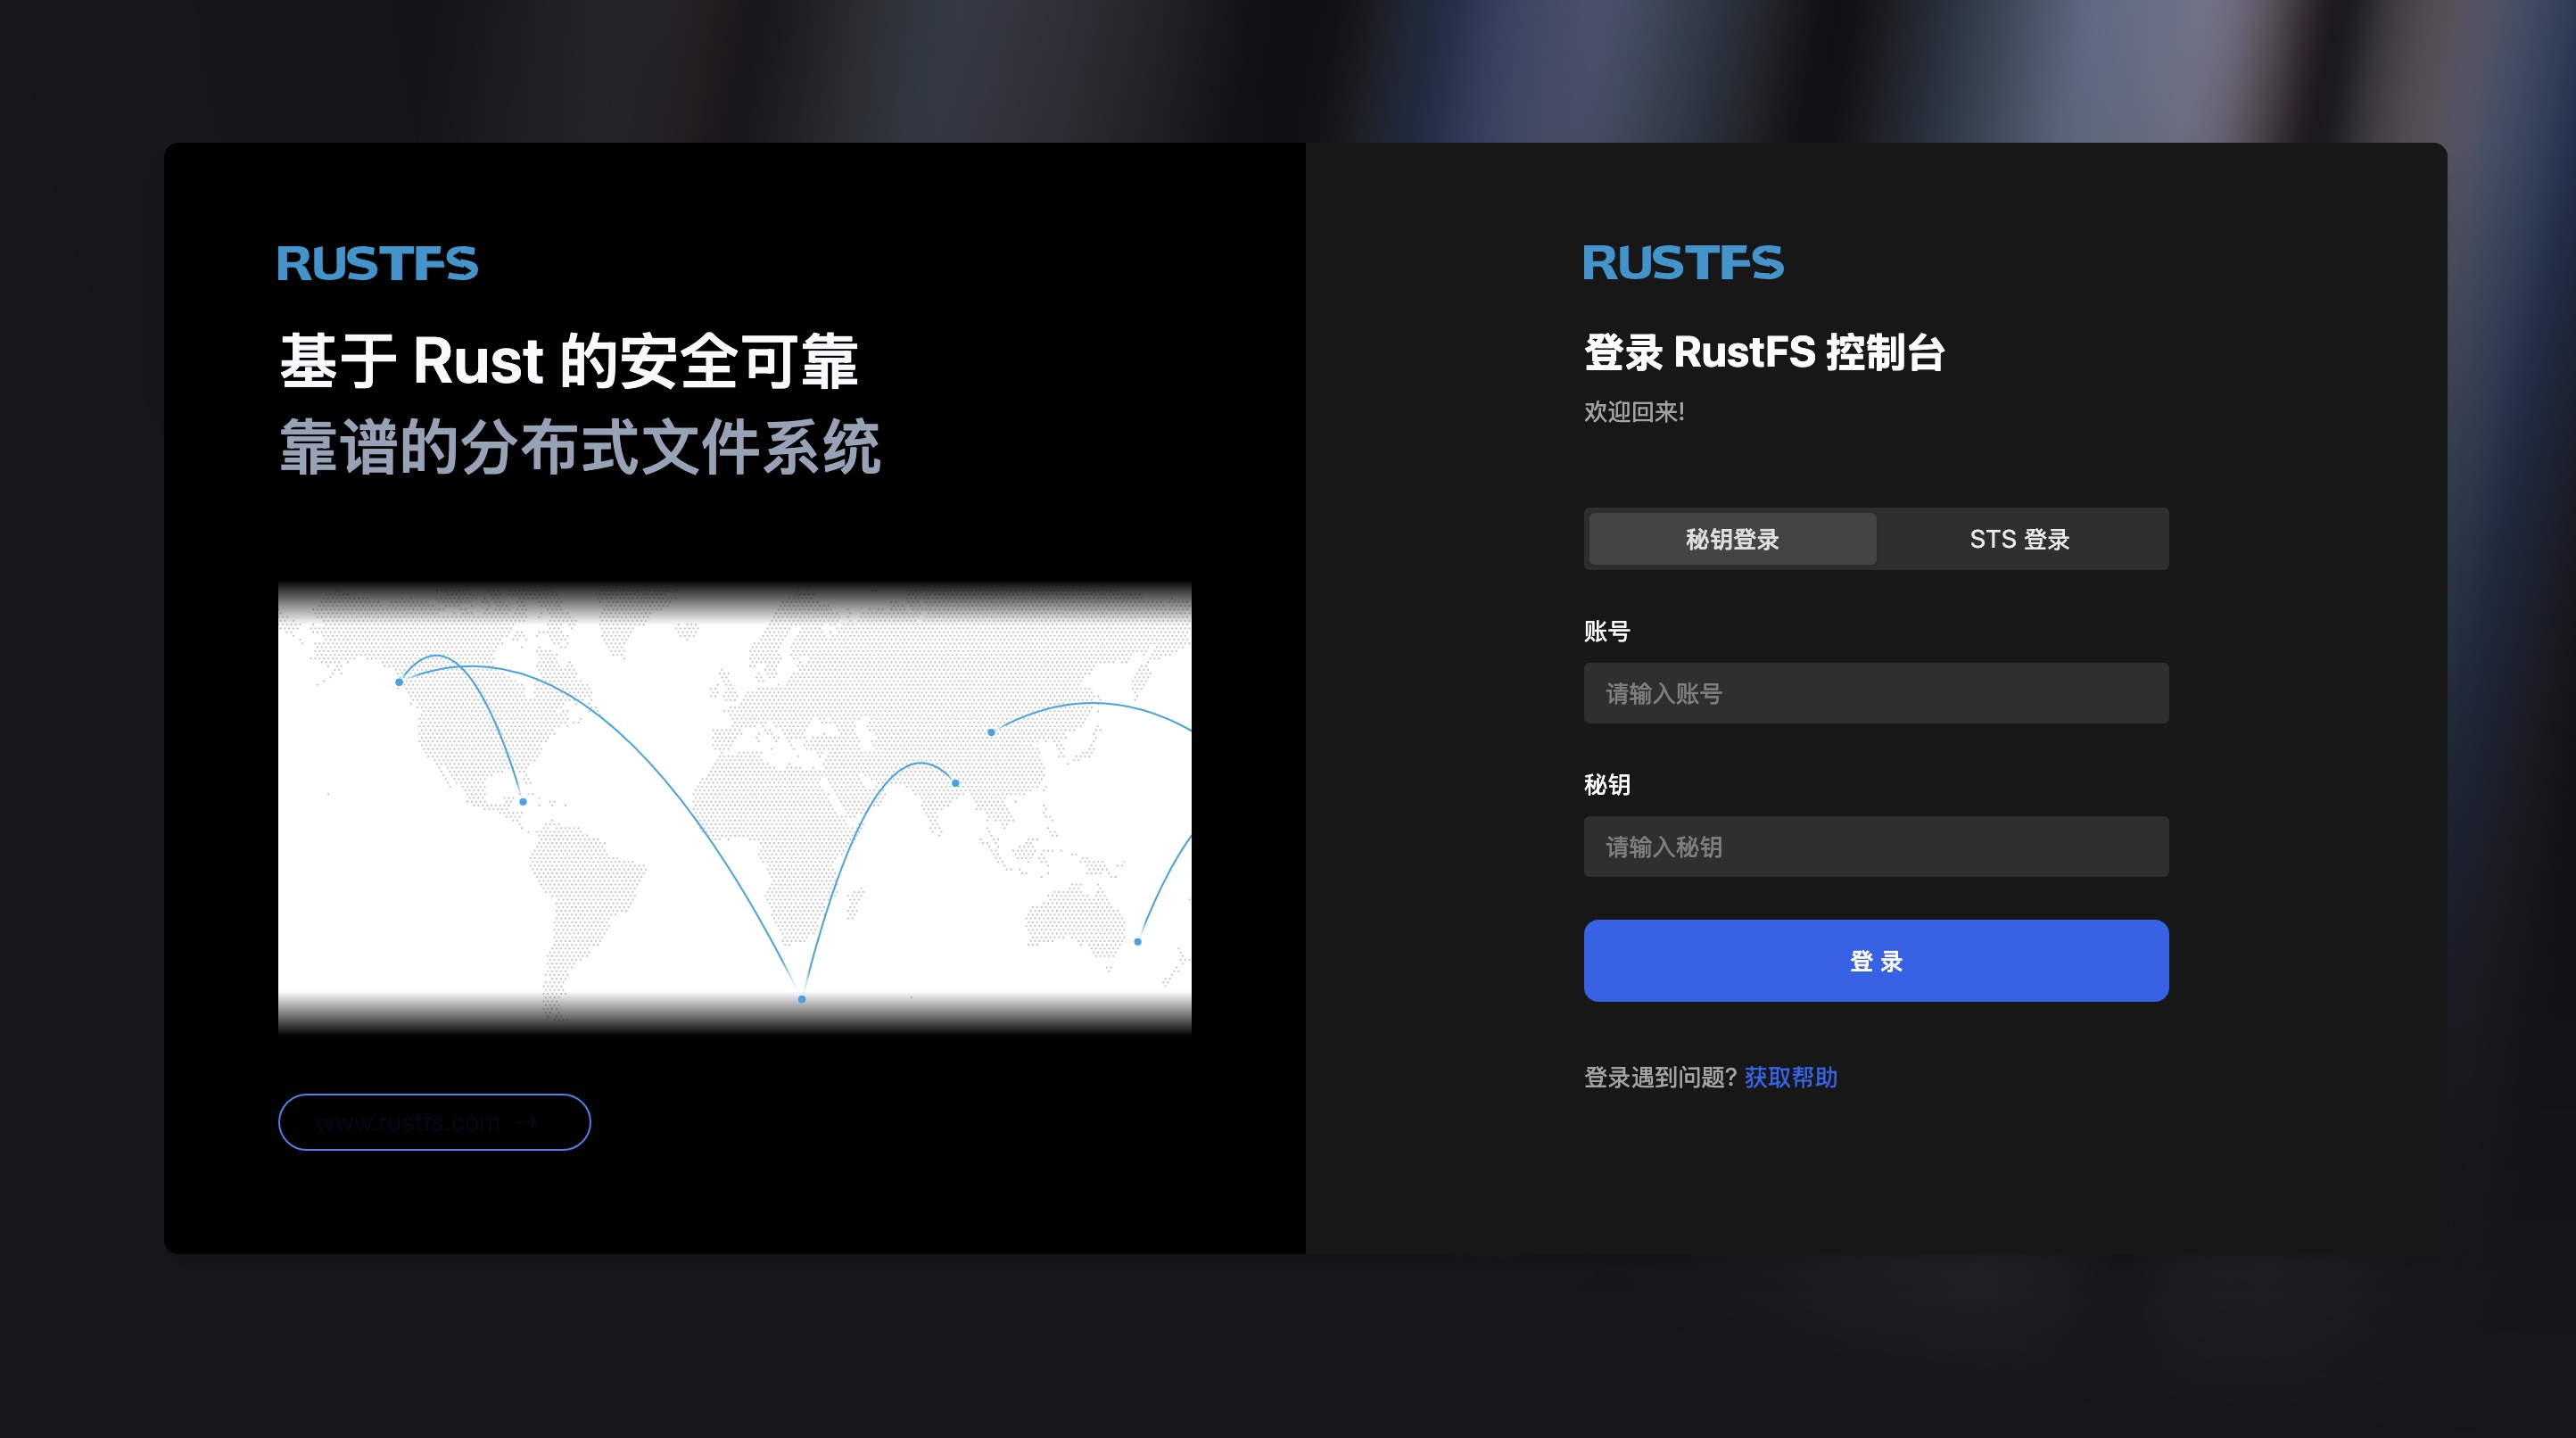 RUSTFS
基于 Rust 的安全可靠
靠谱的分布式文件系统
www.rustfs.com →
RUSTFS
登录 RustFS 控制台
欢迎回来!
秘钥登录
STS 登录
账号
请输入账号
秘钥
请输入秘钥
登 录
登录遇到问题? 获取帮助